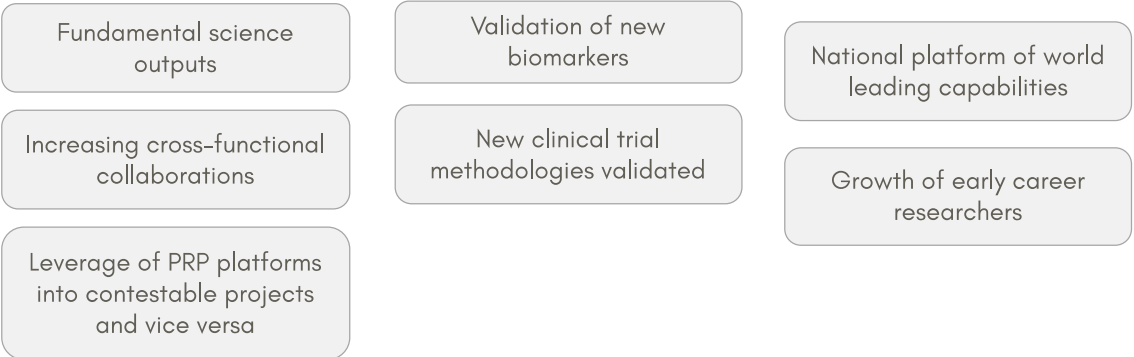 Fundamental science
outputs
Increasing cross-functional
collaborations
Leverage of PRP platforms
into contestable projects
and vice versa
Validation of new
biomarkers
New clinical trial
methodologies validated
National platform of world
leading capabilities
Growth of early career
researchers